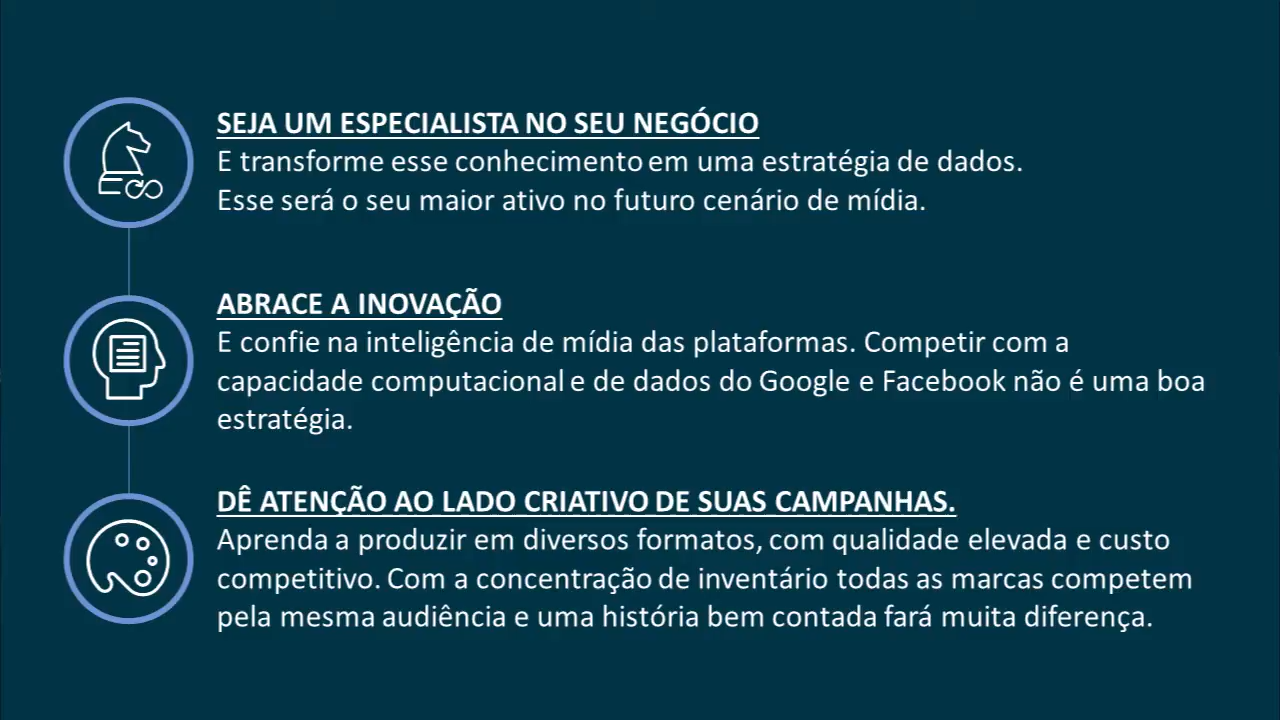 SEJA UM ESPECIALISTA NO SEU NEGÓCIO
E transforme esse conhecimento em uma estratégia de dados.
Esse será o seu maior ativo no futuro cenário de mídia.
ABRACE A INOVAÇÃO
E confie na inteligência de mídia das plataformas. Competir com a
capacidade computacional e de dados do Google e Facebook não é uma boa
estratégia.
DÊ ATENÇÃO AO LADO CRIATIVO DE SUAS CAMPANHAS.
Aprenda a produzir em diversos formatos, com qualidade elevada e custo
competitivo. Com a concentração de inventário todas as marcas competem
pela mesma audiência e uma história bem contada fará muita diferença.